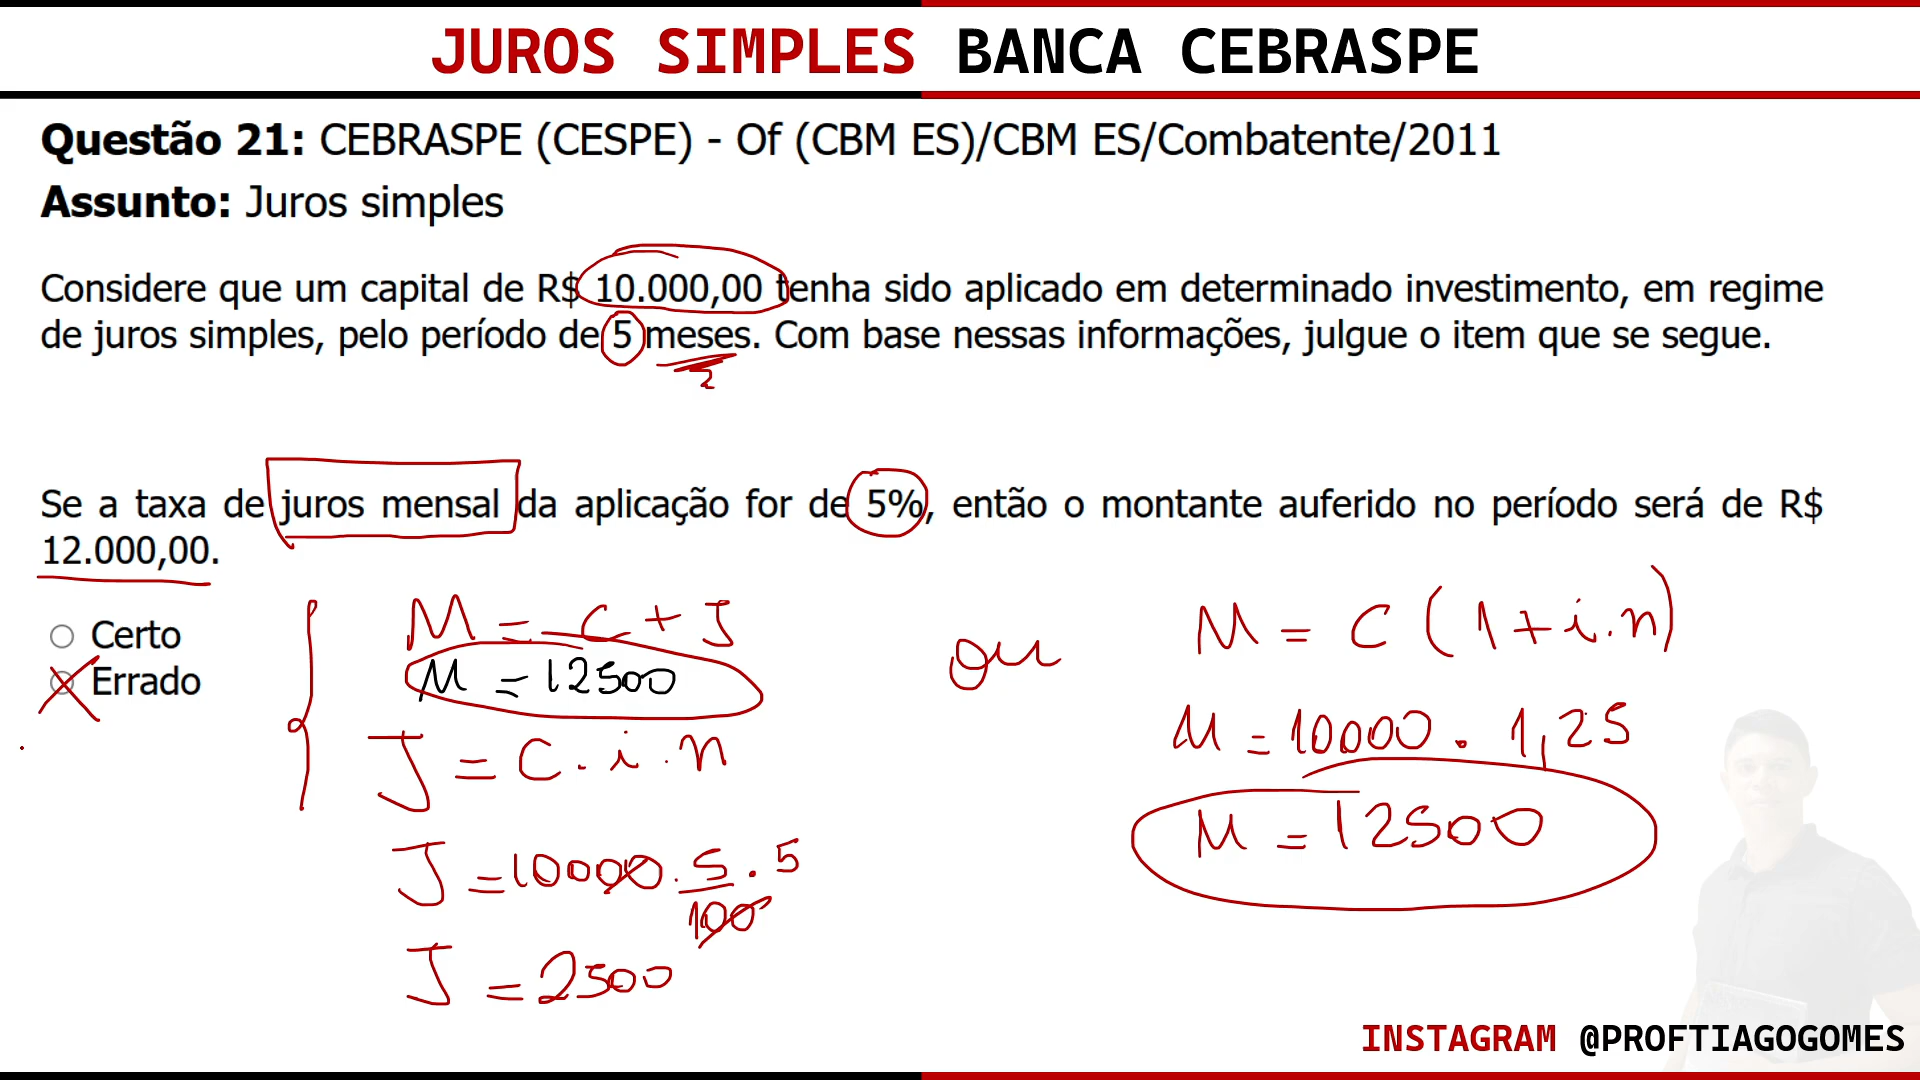 JUROS SIMPLES BANCA CEBRASPE
Questão 21: CEBRASPE (CESPE) - Of (CBM ES)/CBM ES/Combatente/2011
Assunto: Juros simples
Considere que um capital de R$ 10.000,00 tenha sido aplicado em determinado investimento, em regime
de juros simples, pelo período de 5 meses. Com base nessas informações, julgue o item que se segue.
Se a taxa de juros mensal da aplicação for de 5%, então o montante auferido no período será de R$
12.000,00.
Certo
Errado
M = C + J
M = 12500
J = C . i . n
J = 10000 . 5/100 . 5
J = 2500
ou
M = C (1 + i . n)
M = 10000 . 1,25
M = 12500
INSTAGRAM @PROFTIAGOGOMES